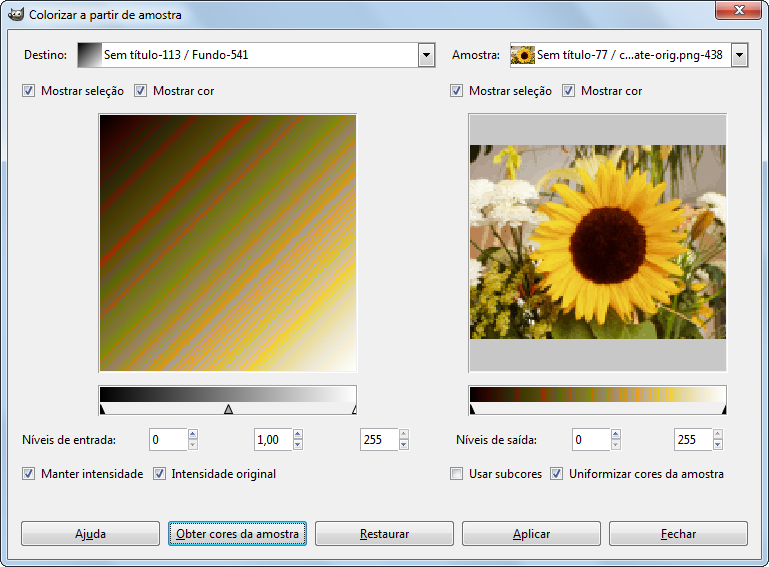 Colorizar a partir de amostra
Destino: Sem título-113 / Fundo-541 Amostra: Sem título-77 / c...ate-orig.png-438
Mostrar seleção Mostrar cor Mostrar seleção Mostrar cor
Níveis de entrada: 0 1,00 255 Níveis de saída: 0 255
Manter intensidade Intensidade original Usar subcores Uniformizar cores da amostra
Ajuda Obter cores da amostra Restaurar Aplicar Fechar